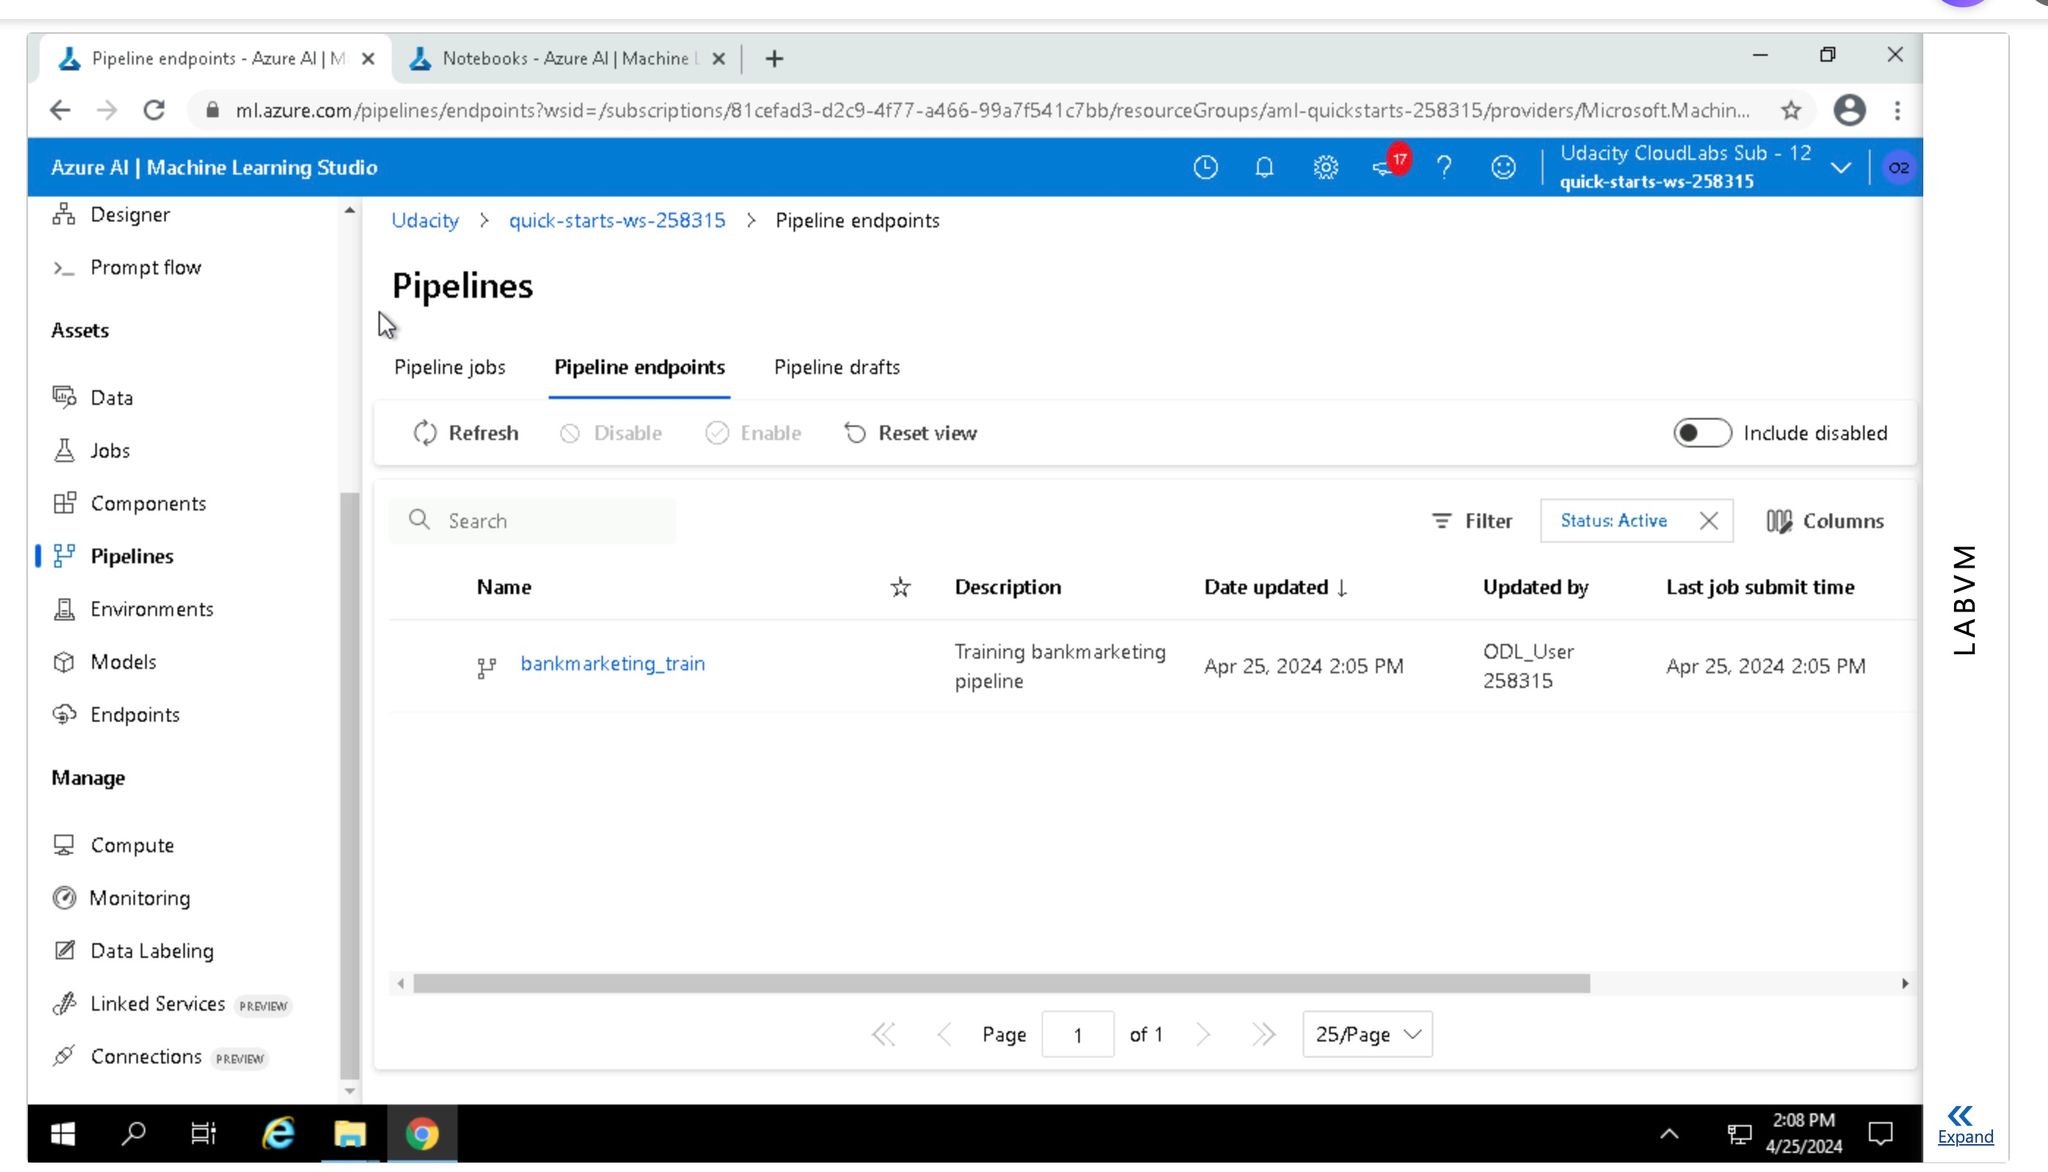 Pipeline endpoints - Azure AI | M
Notebooks - Azure AI | Machine L
ml.azure.com/pipelines/endpoints?wsid=/subscriptions/81cefad3-d2c9-4f77-a466-99a7f541c7bb/resourceGroups/aml-quickstarts-258315/providers/Microsoft.Machin...
Azure AI | Machine Learning Studio
17
Udacity CloudLabs Sub - 12
quick-starts-ws-258315
O2
Designer
Prompt flow
Assets
Data
Jobs
Components
Pipelines
Environments
Models
Endpoints
Manage
Compute
Monitoring
Data Labeling
Linked Services PREVIEW
Connections PREVIEW
Udacity > quick-starts-ws-258315 > Pipeline endpoints
Pipelines
Pipeline jobs Pipeline endpoints Pipeline drafts
Refresh Disable Enable Reset view Include disabled
Search Filter Status: Active Columns
Name Description Date updated ↓ Updated by Last job submit time
bankmarketing_train Training bankmarketing pipeline Apr 25, 2024 2:05 PM ODL_User 258315 Apr 25, 2024 2:05 PM
Page 1 of 1 25/Page
LABVM
Expand
2:08 PM
4/25/2024